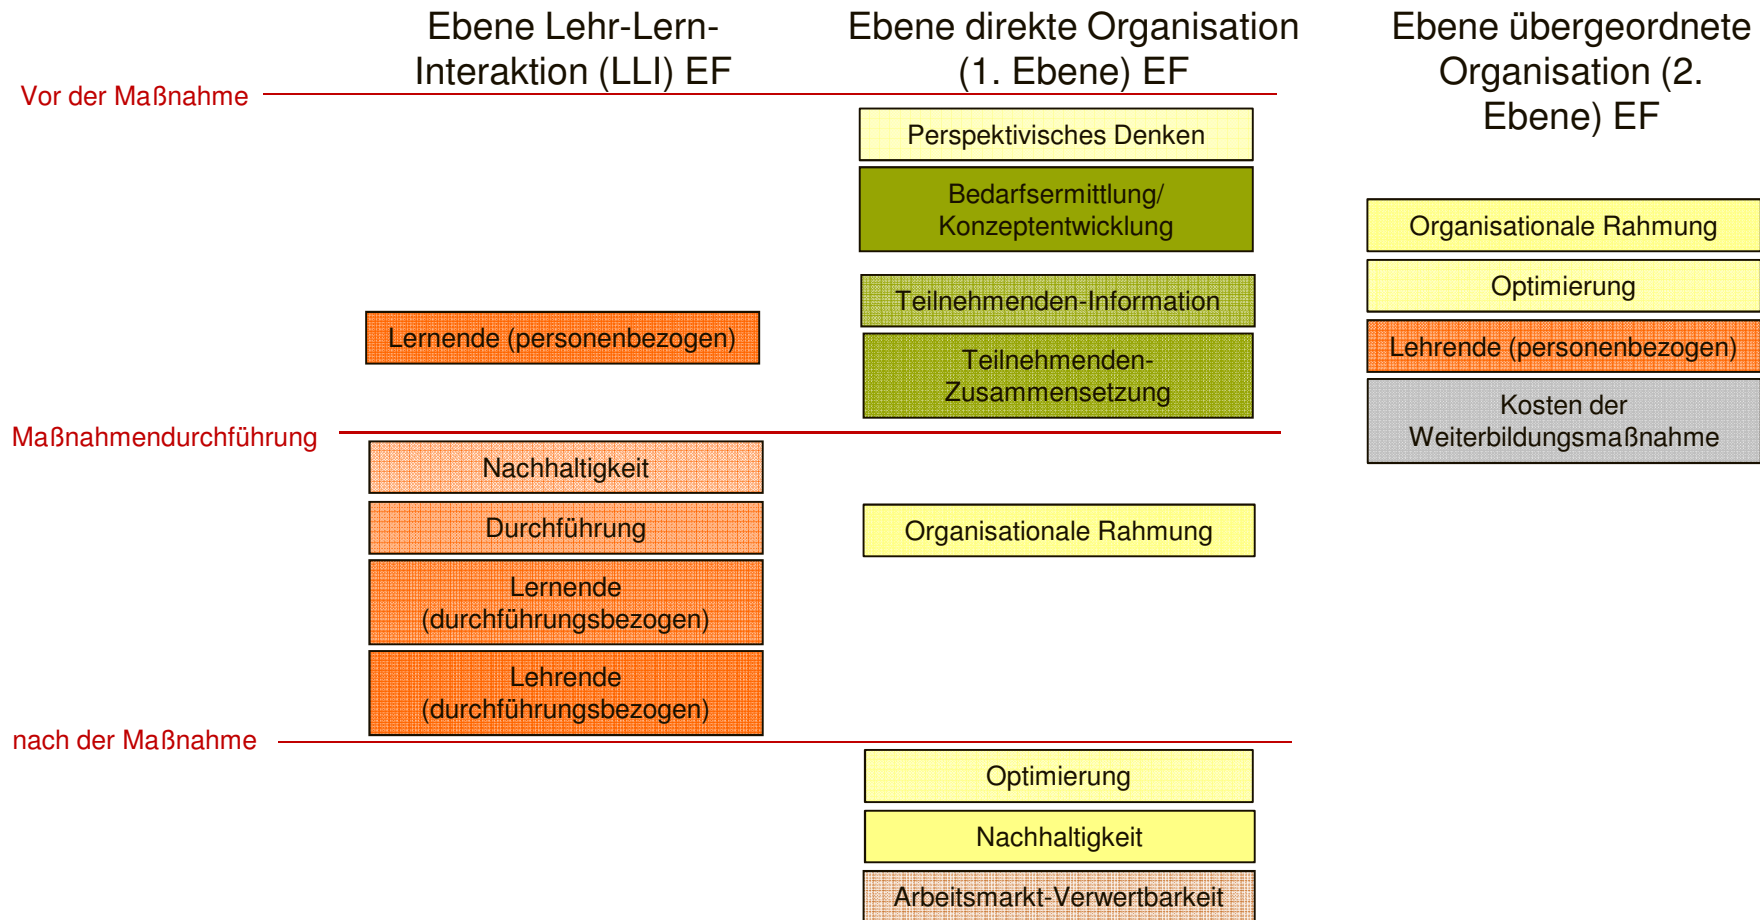 Ebene Lehr-Lern-
Interaktion (LLI) EF
Ebene direkte Organisation
(1. Ebene) EF
Ebene übergeordnete
Organisation (2.
Ebene) EF
Vor der Maßnahme
Perspektivisches Denken
Bedarfsermittlung/
Konzeptentwicklung
Teilnehmenden-Information
Lernende (personenbezogen)
Teilnehmenden-
Zusammensetzung
Organisationale Rahmung
Optimierung
Lehrende (personenbezogen)
Kosten der
Weiterbildungsmaßnahme
Maßnahmendurchführung
Nachhaltigkeit
Durchführung
Organisationale Rahmung
Lernende
(durchführungsbezogen)
Lehrende
(durchführungsbezogen)
nach der Maßnahme
Optimierung
Nachhaltigkeit
Arbeitsmarkt-Verwertbarkeit